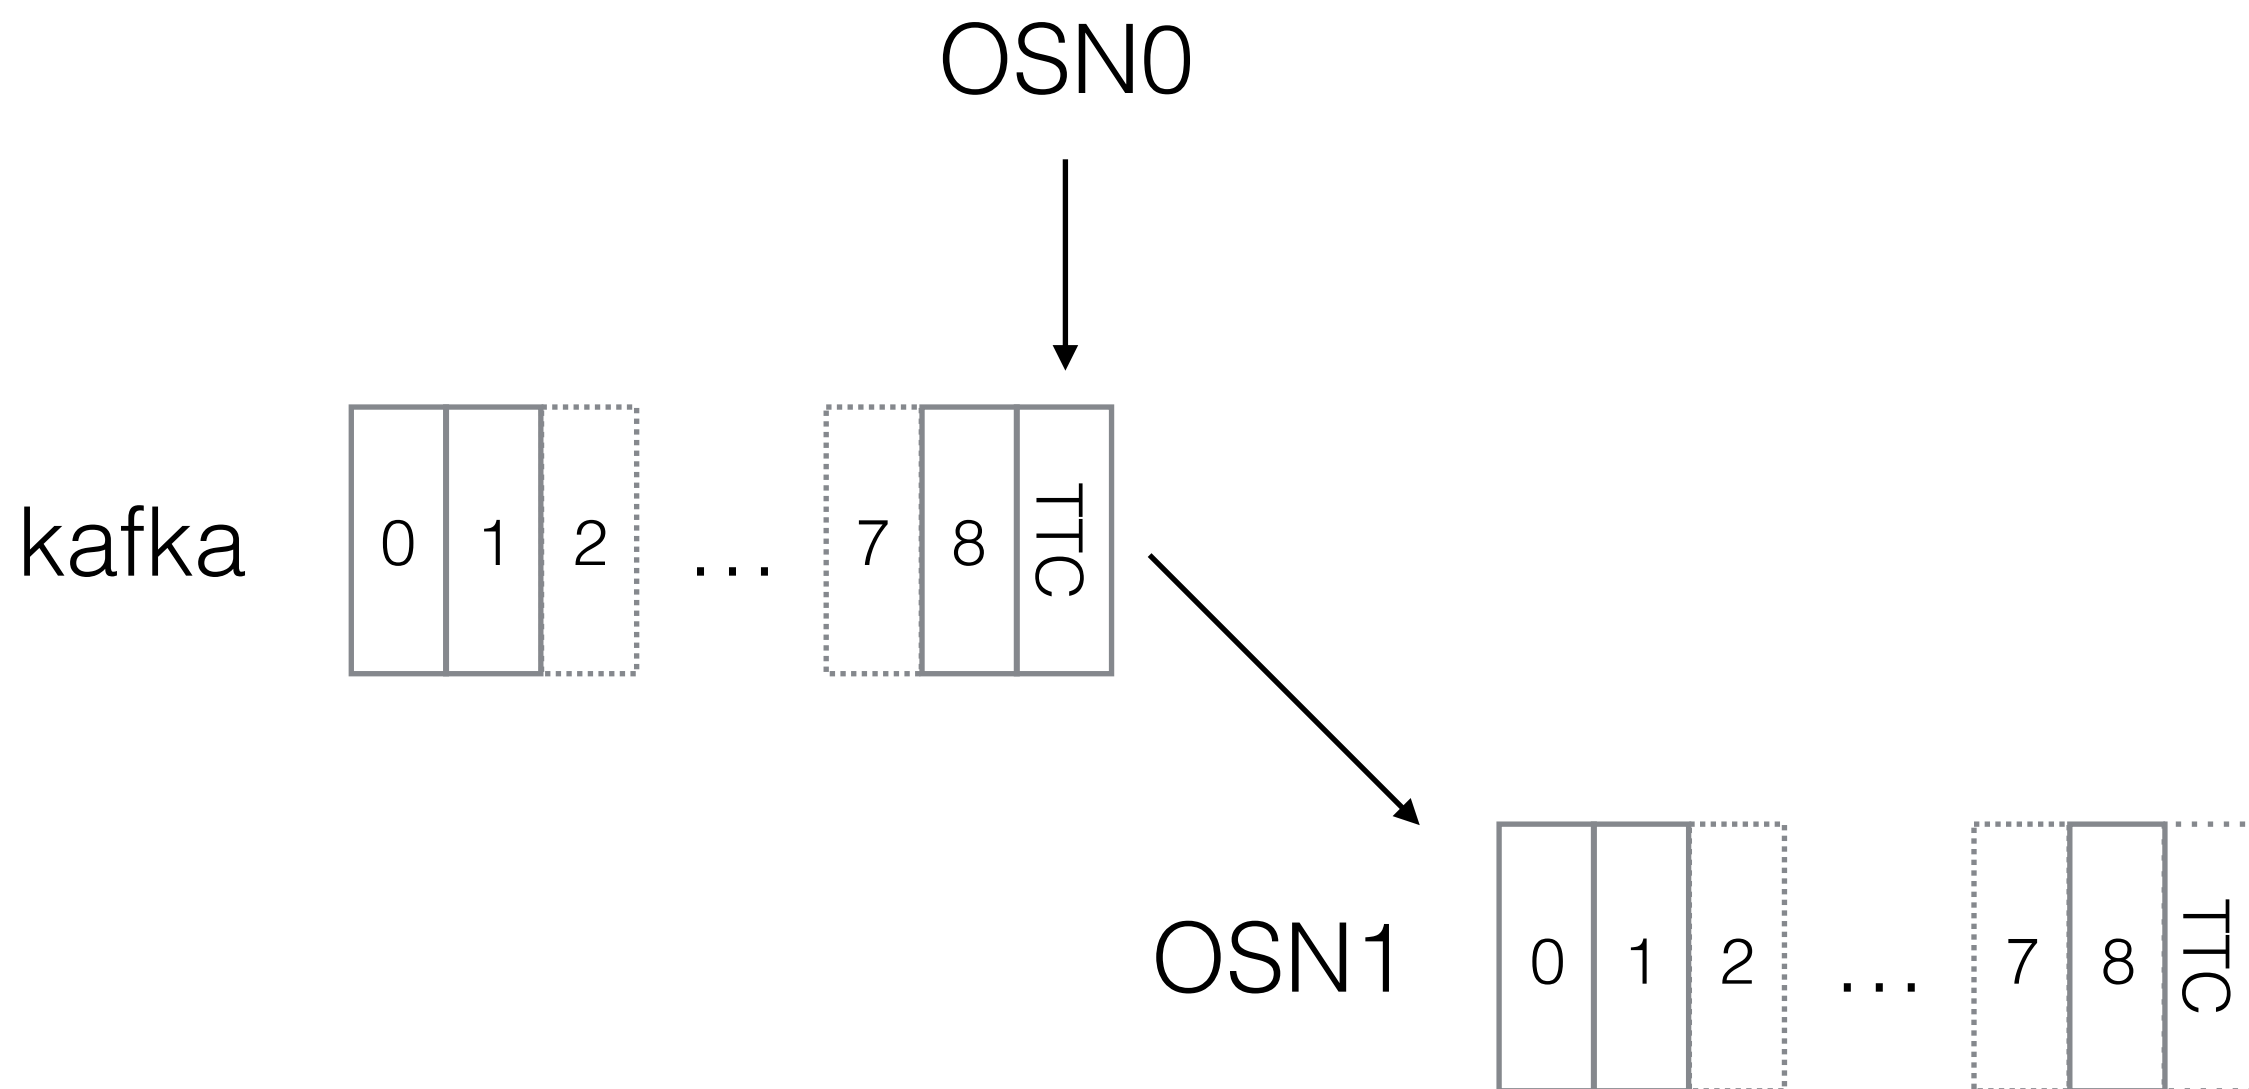 OSN0
kafka 0 1 2 ... 7 8 TTC
OSN1 0 1 2 ... 7 8 TTC